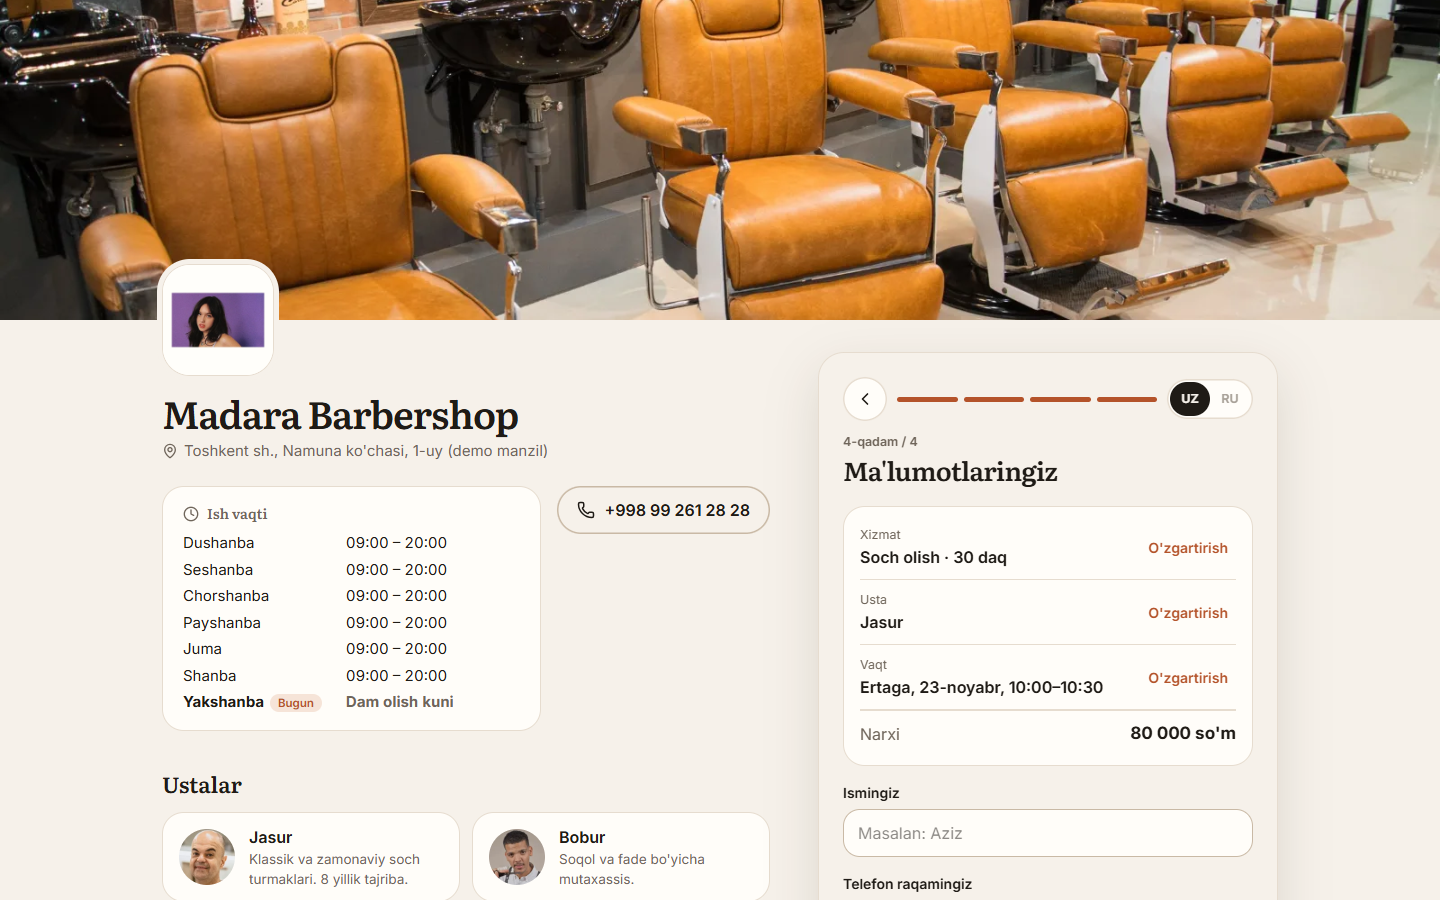 Madara Barbershop
Toshkent sh., Namuna ko'chasi, 1-uy (demo manzil)
Ish vaqti
Dushanba 09:00 – 20:00
Seshanba 09:00 – 20:00
Chorshanba 09:00 – 20:00
Payshanba 09:00 – 20:00
Juma 09:00 – 20:00
Shanba 09:00 – 20:00
Yakshanba Bugun Dam olish kuni
+998 99 261 28 28
Ustalar
Jasur
Klassik va zamonaviy soch
turmaklari. 8 yillik tajriba.
Bobur
Soqol va fade bo'yicha
mutaxassis.
UZ RU
4-qadam / 4
Ma'lumotlaringiz
Xizmat
Soch olish · 30 daq
O'zgartirish
Usta
Jasur
O'zgartirish
Vaqt
Ertaga, 23-noyabr, 10:00–10:30
O'zgartirish
Narxi 80 000 so'm
Ismingiz
Masalan: Aziz
Telefon raqamingiz